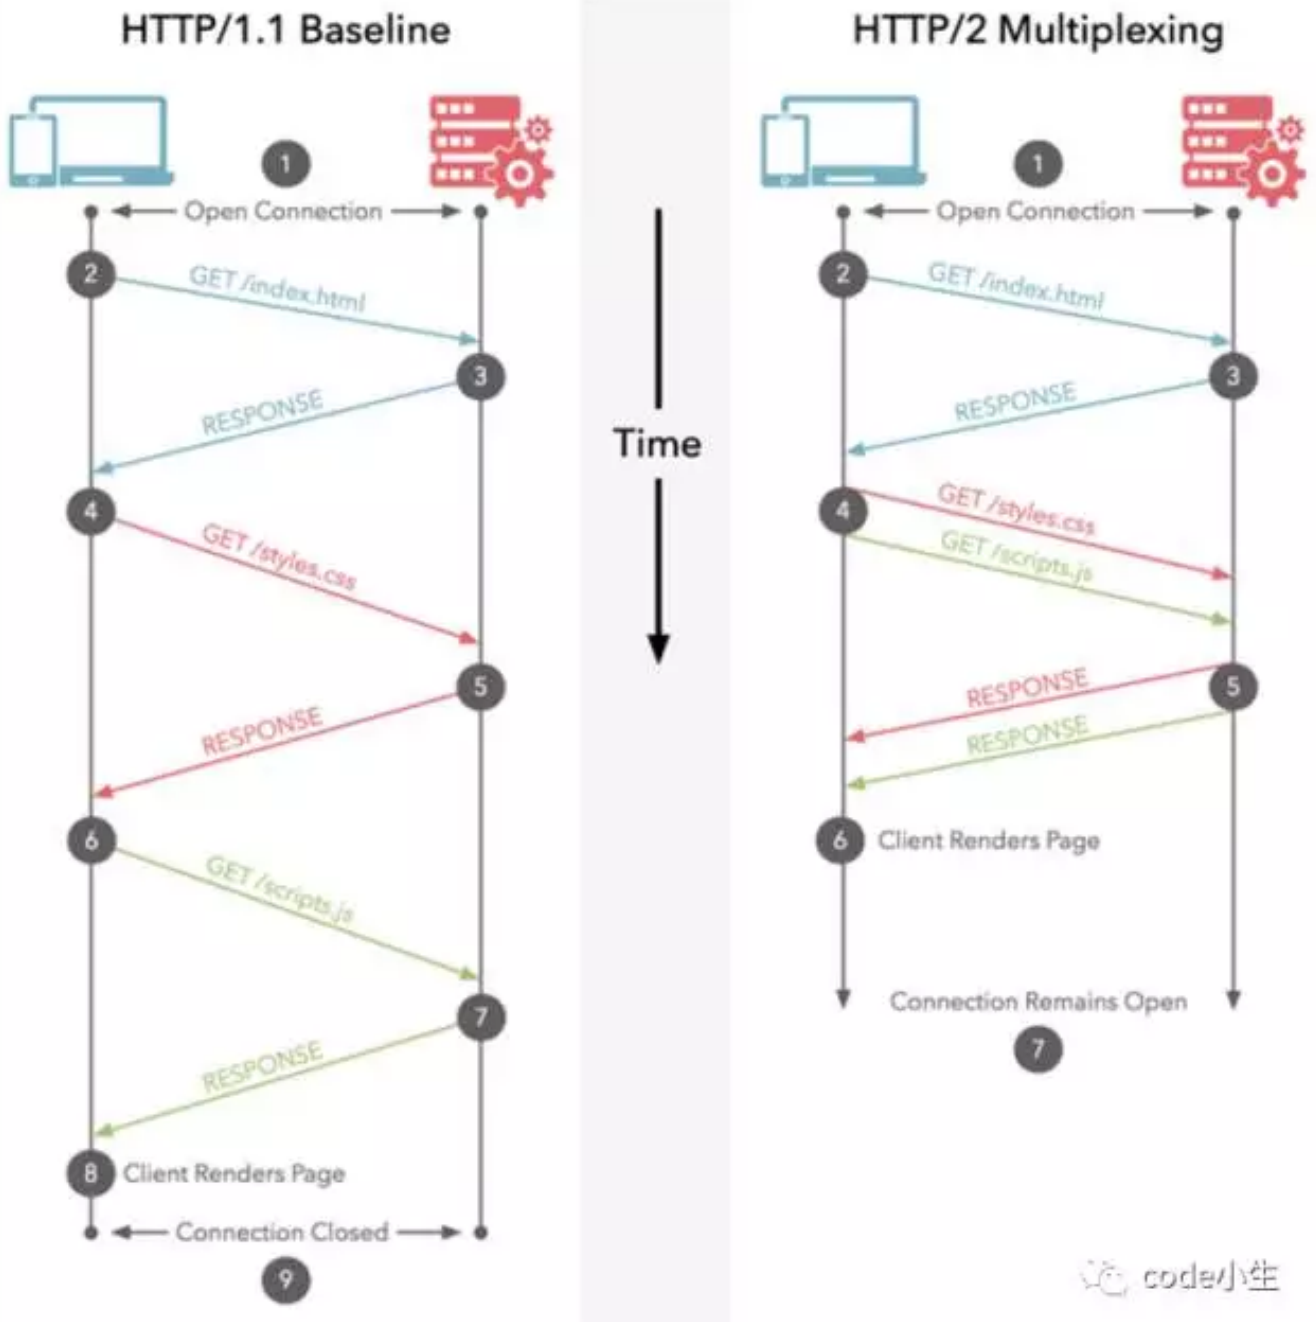 HTTP/1.1 Baseline
1
Open Connection
2
GET /index.html
3
RESPONSE
4
GET /styles.css
5
RESPONSE
6
GET /scripts.js
7
RESPONSE
8
Client Renders Page
Connection Closed
9
Time
HTTP/2 Multiplexing
1
Open Connection
2
GET /index.html
3
RESPONSE
4
GET /styles.css
GET /scripts.js
5
RESPONSE
RESPONSE
6
Client Renders Page
Connection Remains Open
7
code小生